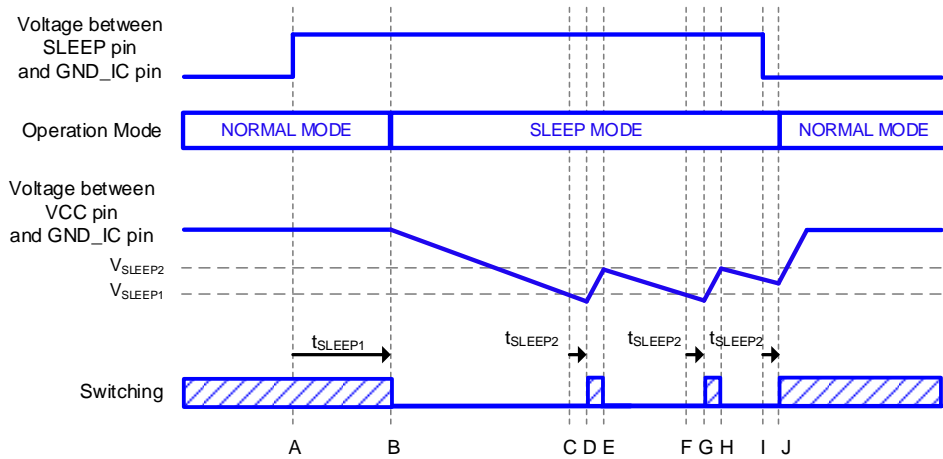 Voltage between
SLEEP pin
and GND_IC pin
Operation Mode
NORMAL MODE
SLEEP MODE
NORMAL MODE
Voltage between
VCC pin
and GND_IC pin
VSLEEP2
VSLEEP1
tSLEEP1
tSLEEP2
tSLEEP2
tSLEEP2
Switching
A B C D E F G H I J